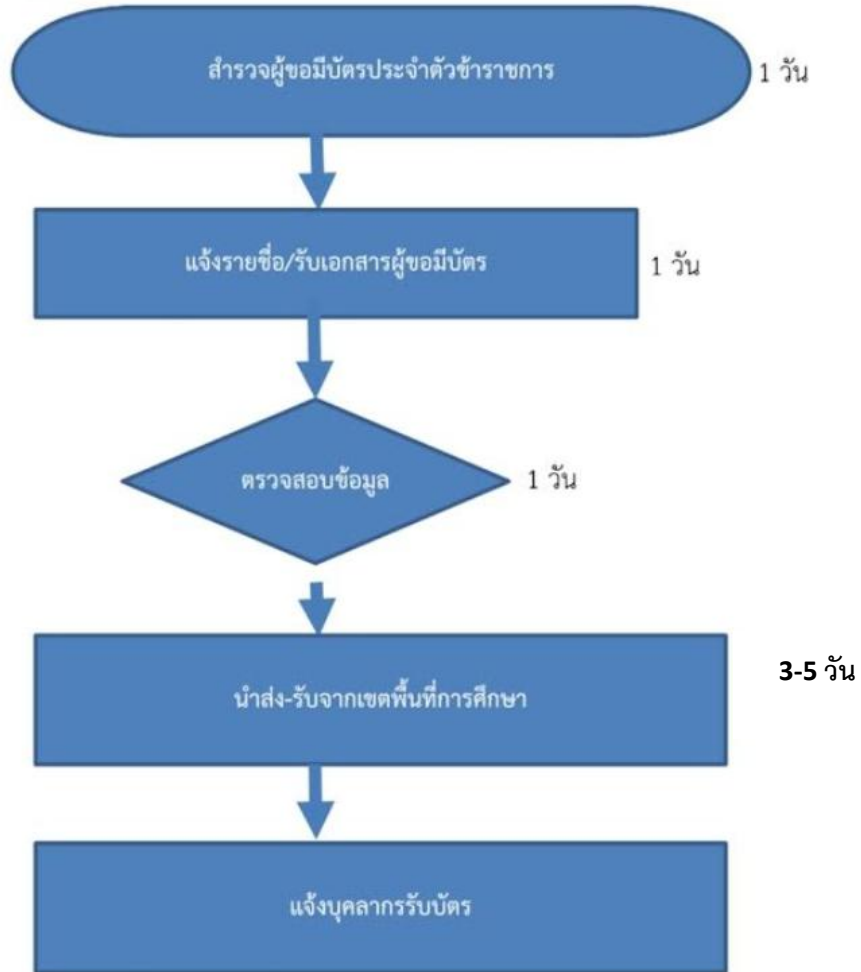 สำรวจผู้ขอมีบัตรประจำตัวข้าราชการ
1 วัน
แจ้งรายชื่อ/รับเอกสารผู้ขอมีบัตร
1 วัน
ตรวจสอบข้อมูล
1 วัน
นำส่ง-รับจากเขตพื้นที่การศึกษา
3-5 วัน
แจ้งบุคลากรรับบัตร